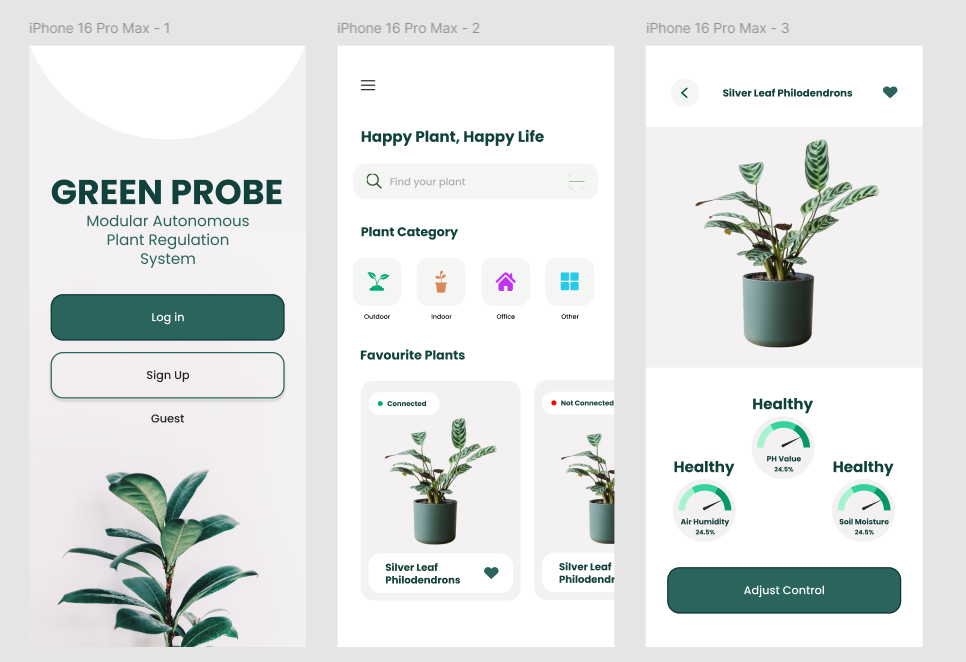 iPhone 16 Pro Max - 1
GREEN PROBE
Modular Autonomous
Plant Regulation
System
Log in
Sign Up
Guest
iPhone 16 Pro Max - 2
Happy Plant, Happy Life
Find your plant
Plant Category
Outdoor
Indoor
Office
Other
Favourite Plants
Connected
Silver Leaf
Philodendrons
Not Connected
Silver Leaf
Philodendr
iPhone 16 Pro Max - 3
Silver Leaf Philodendrons
Healthy
PH Value
24.5%
Healthy
Air Humidity
24.5%
Healthy
Soil Moisture
24.5%
Adjust Control